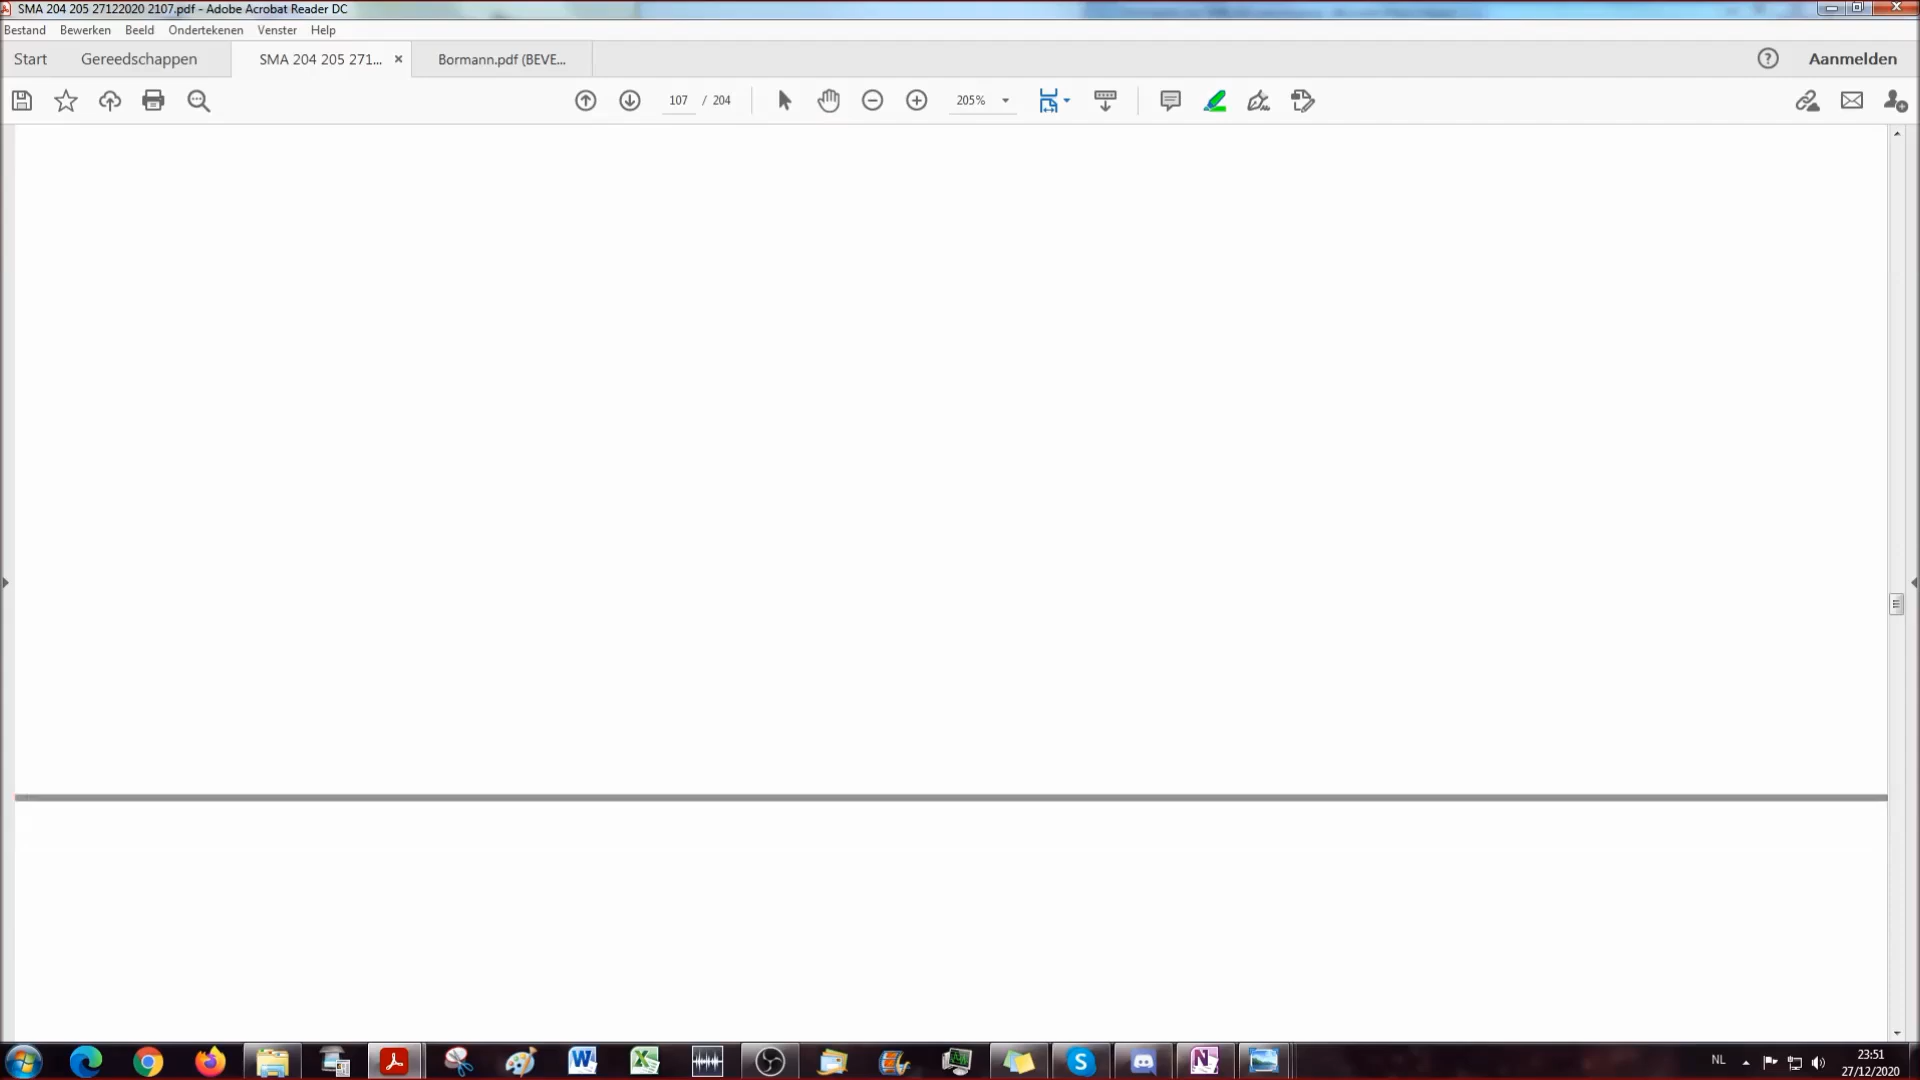 SMA 204 205 27122020 2107.pdf - Adobe Acrobat Reader DC
Bestand Bewerken Beeld Ondertekenen Venster Help
Start Gereedschappen SMA 204 205 271... × Bormann.pdf (BEVE... Aanmelden
107 / 204 205%
NL 23:51
27/12/2020